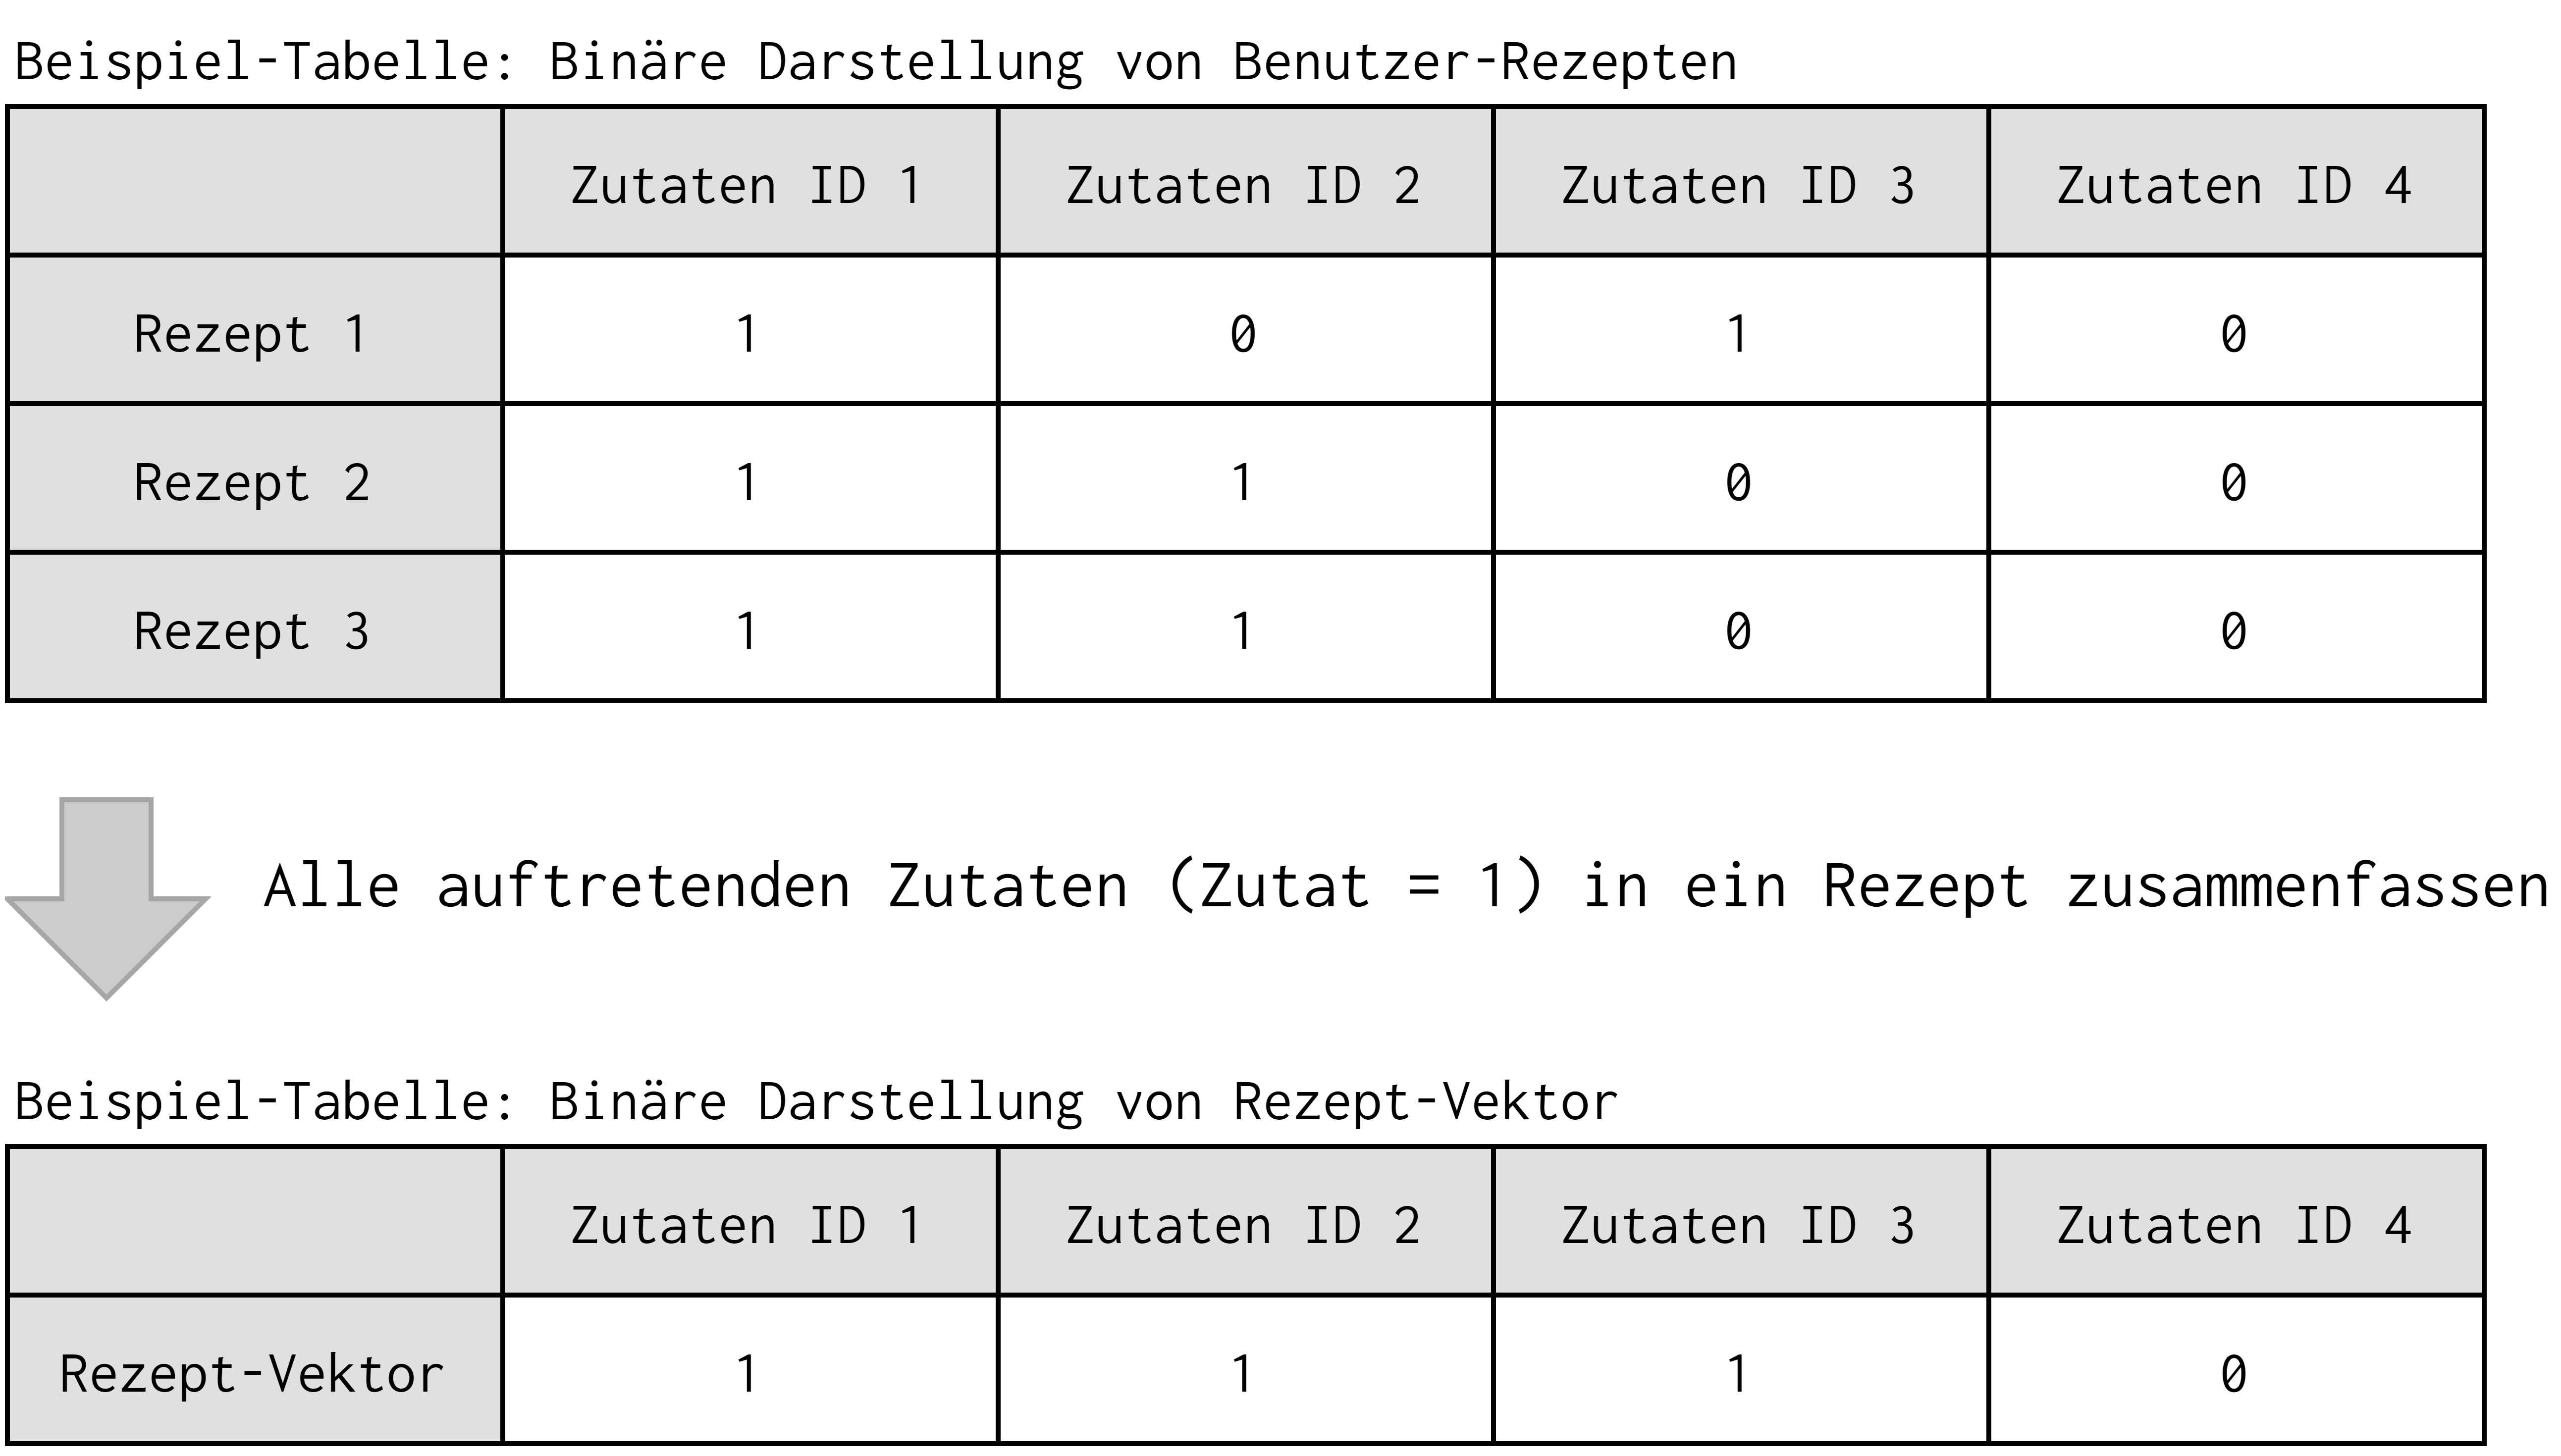 Beispiel-Tabelle: Binäre Darstellung von Benutzer-Rezepten
Zutaten ID 1 Zutaten ID 2 Zutaten ID 3 Zutaten ID 4
Rezept 1 1 0 1 0
Rezept 2 1 1 0 0
Rezept 3 1 1 0 0
Alle auftretenden Zutaten (Zutat = 1) in ein Rezept zusammenfassen
Beispiel-Tabelle: Binäre Darstellung von Rezept-Vektor
Zutaten ID 1 Zutaten ID 2 Zutaten ID 3 Zutaten ID 4
Rezept-Vektor 1 1 1 0